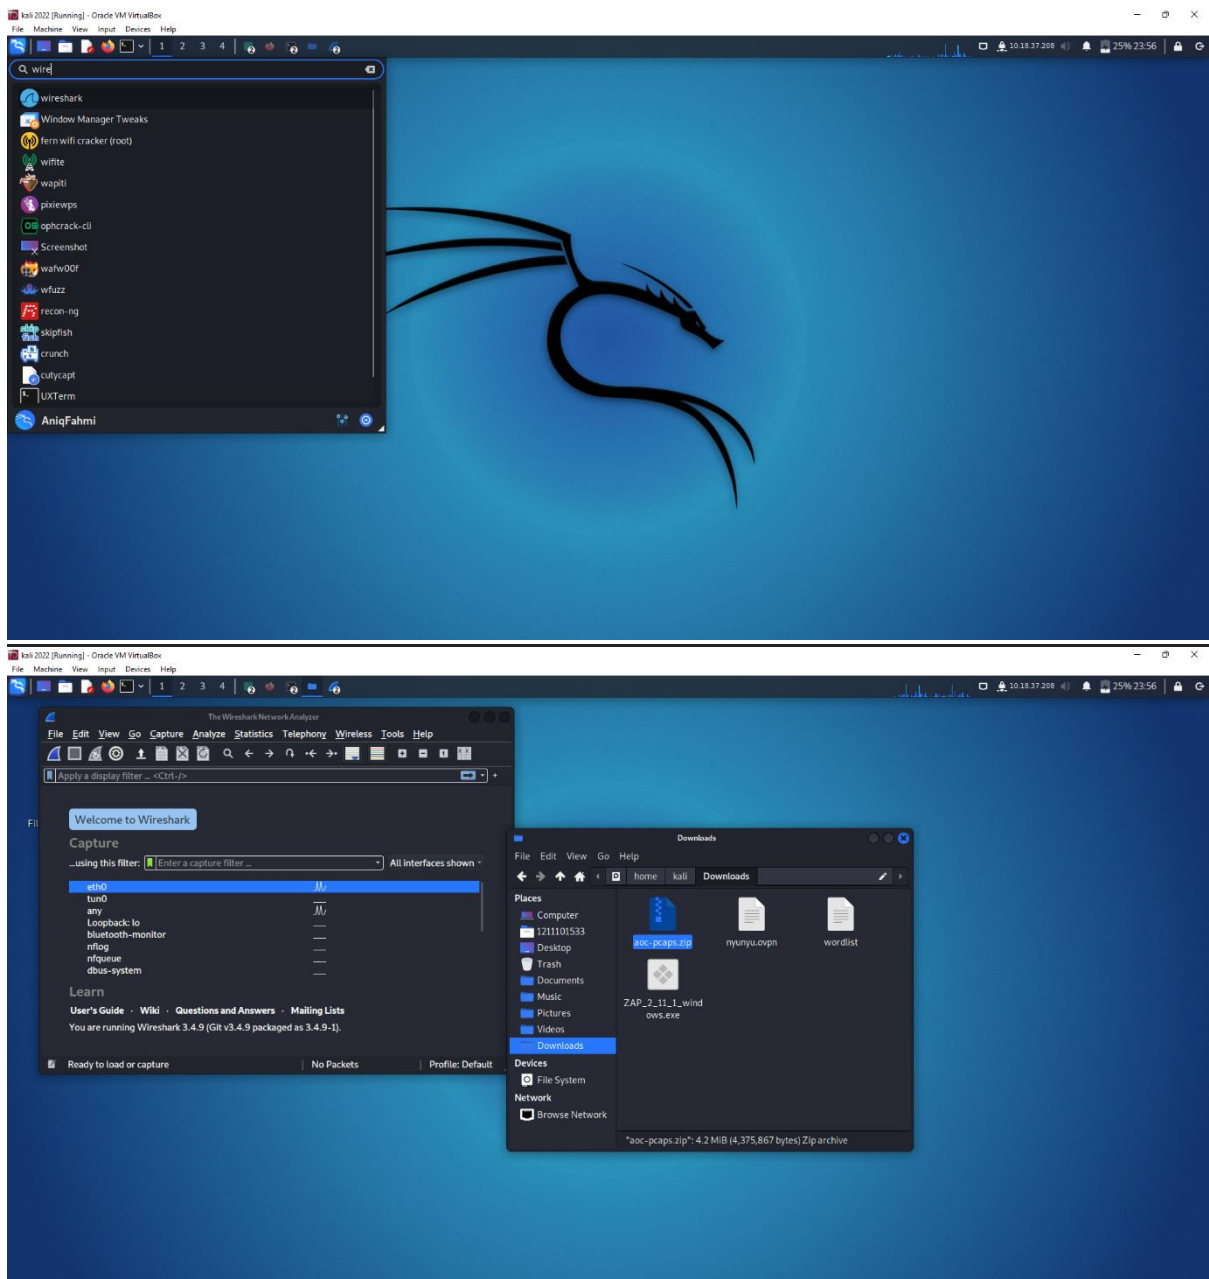 kali 2022 [Running] - Oracle VM VirtualBox
File Machine View Input Devices Help
1 2 3 4 10.18.37.208 25% 23:56
wire
wireshark
Window Manager Tweaks
fern wifi cracker (root)
wifite
wapiti
pixiewps
ophcrack-cli
Screenshot
wafw00f
wfuzz
recon-ng
skipfish
crunch
cutycapt
UXTerm
AniqFahmi
kali 2022 [Running] - Oracle VM VirtualBox
File Machine View Input Devices Help
1 2 3 4 10.18.37.208 25% 23:56
The Wireshark Network Analyzer
File Edit View Go Capture Analyze Statistics Telephony Wireless Tools Help
Apply a display filter ... <Ctrl-/>
Fil
Welcome to Wireshark
Capture
...using this filter: Enter a capture filter ... All interfaces shown
eth0
tun0
any
Loopback: lo
bluetooth-monitor
nflog
nfqueue
dbus-system
Learn
User's Guide · Wiki · Questions and Answers · Mailing Lists
You are running Wireshark 3.4.9 (Git v3.4.9 packaged as 3.4.9-1).
Ready to load or capture No Packets Profile: Default
Downloads
File Edit View Go Help
home kali Downloads
Places
Computer
1211101533
Desktop
Trash
Documents
Music
Pictures
Videos
Downloads
Devices
File System
Network
Browse Network
aoc-pcaps.zip nyunyu.ovpn wordlist
ZAP_2_11_1_wind
ows.exe
"aoc-pcaps.zip": 4.2 MiB (4,375,867 bytes) Zip archive